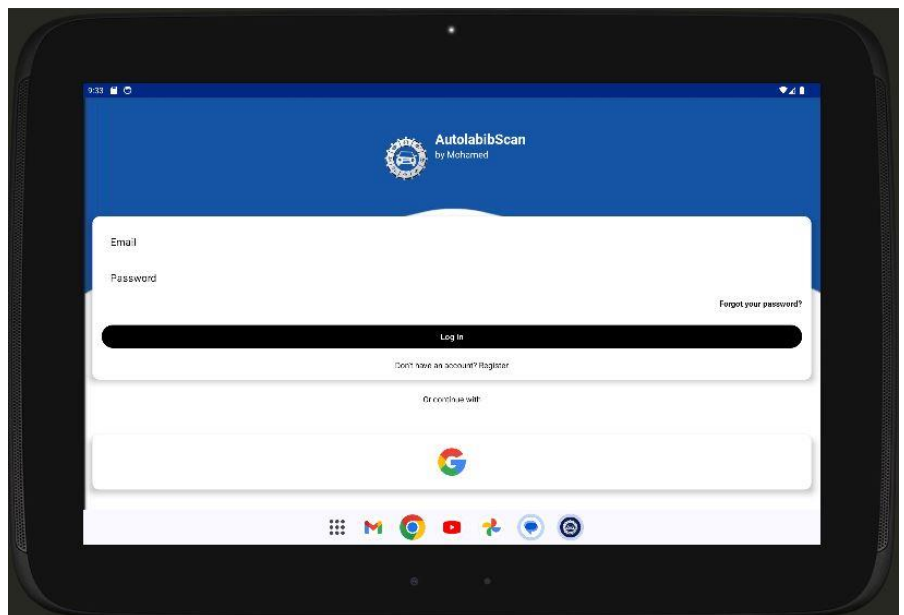 9:33
AutolabibScan
by Mohamed
Email
Password
Forgot your password?
Log In
Don't have an account? Register
Or continue with